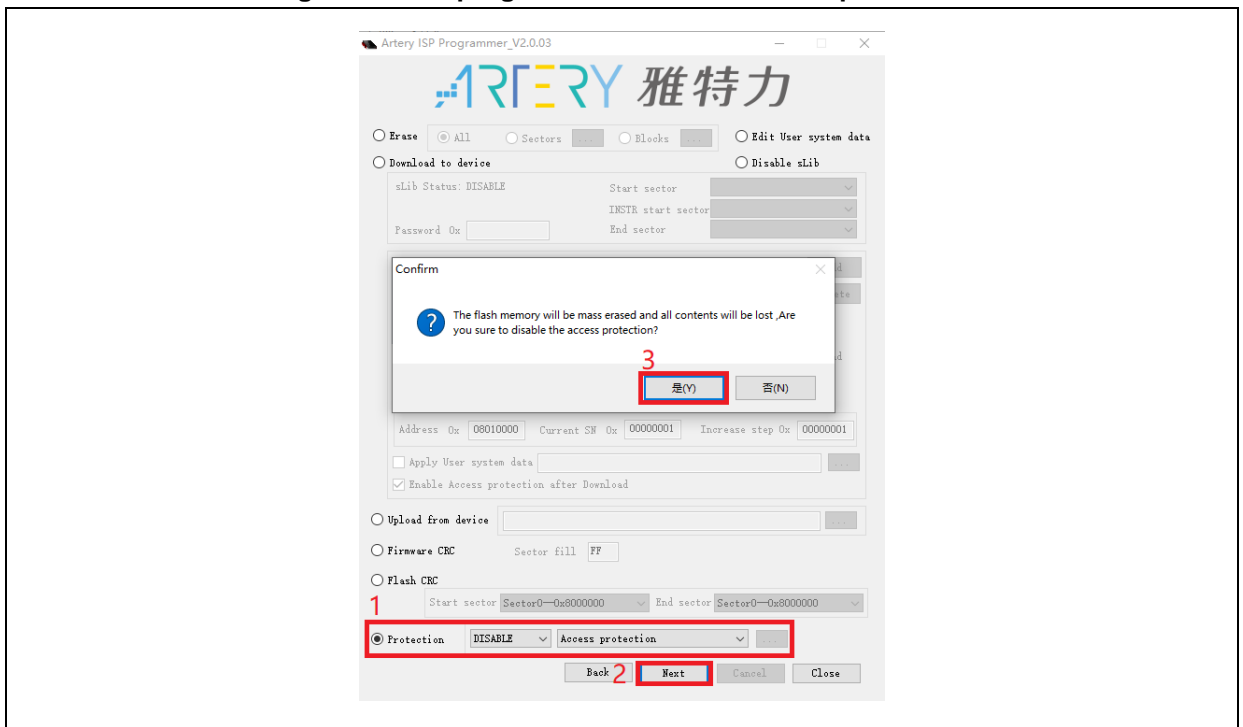 Artery ISP Programmer_V2.0.03
ARTERY 雅特力
Erase All Sectors ... Blocks ... Edit User system data
Download to device Disable sLib
sLib Status: DISABLE Start sector
INSTR start sector
Password 0x End sector
Confirm
The flash memory will be mass erased and all contents will be lost ,Are
you sure to disable the access protection?
3
是(Y) 否(N)
Address 0x 08010000 Current SN 0x 00000001 Increase step 0x 00000001
Apply User system data ...
Enable Access protection after Download
Upload from device ...
Firmware CRC Sector fill FF
Flash CRC
1
Start sector Sector0—0x8000000 End sector Sector0—0x8000000
Protection DISABLE Access protection ...
Back 2 Next Cancel Close